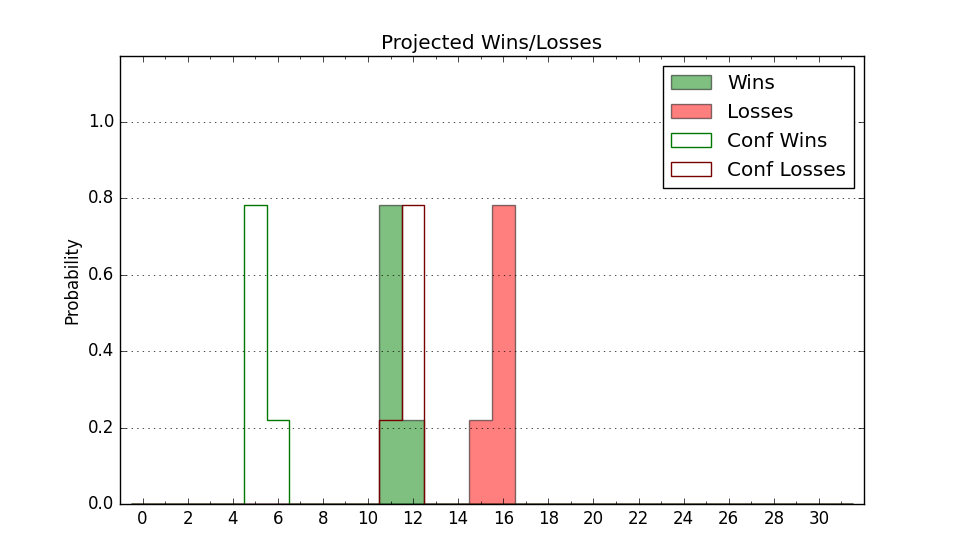 Projected Wins/Losses
Wins
Losses
Conf Wins
Conf Losses
Probability
1.0
0.8
0.6
0.4
0.2
0.0
0 2 4 6 8 10 12 14 16 18 20 22 24 26 28 30